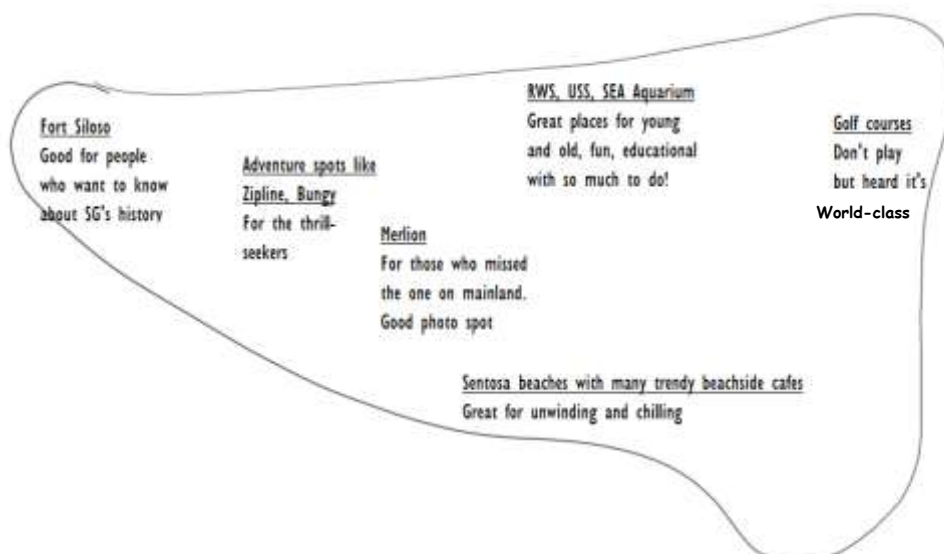 Fort Siloso
Good for people
who want to know
about SG's history
Adventure spots like
Zipline, Bungy
For the thrill-
seekers
Merlion
For those who missed
the one on mainland.
Good photo spot
RWS, USS, SEA Aquarium
Great places for young
and old, fun, educational
with so much to do!
Golf courses
Don't play
but heard it's
World-class
Sentosa beaches with many trendy beachside cafes
Great for unwinding and chilling